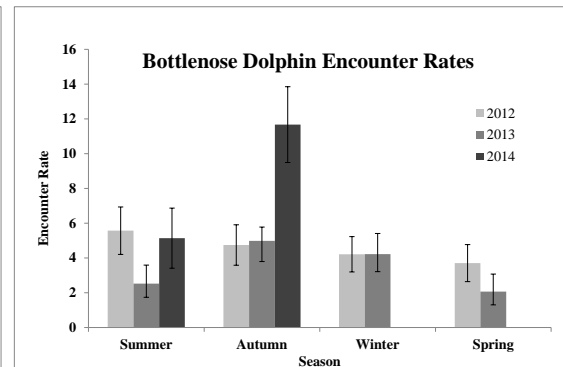 Bottlenose Dolphin Encounter Rates
16
14
12
10
8
6
4
2
0
Encounter Rate
2012
2013
2014
Summer
Autumn
Winter
Spring
Season